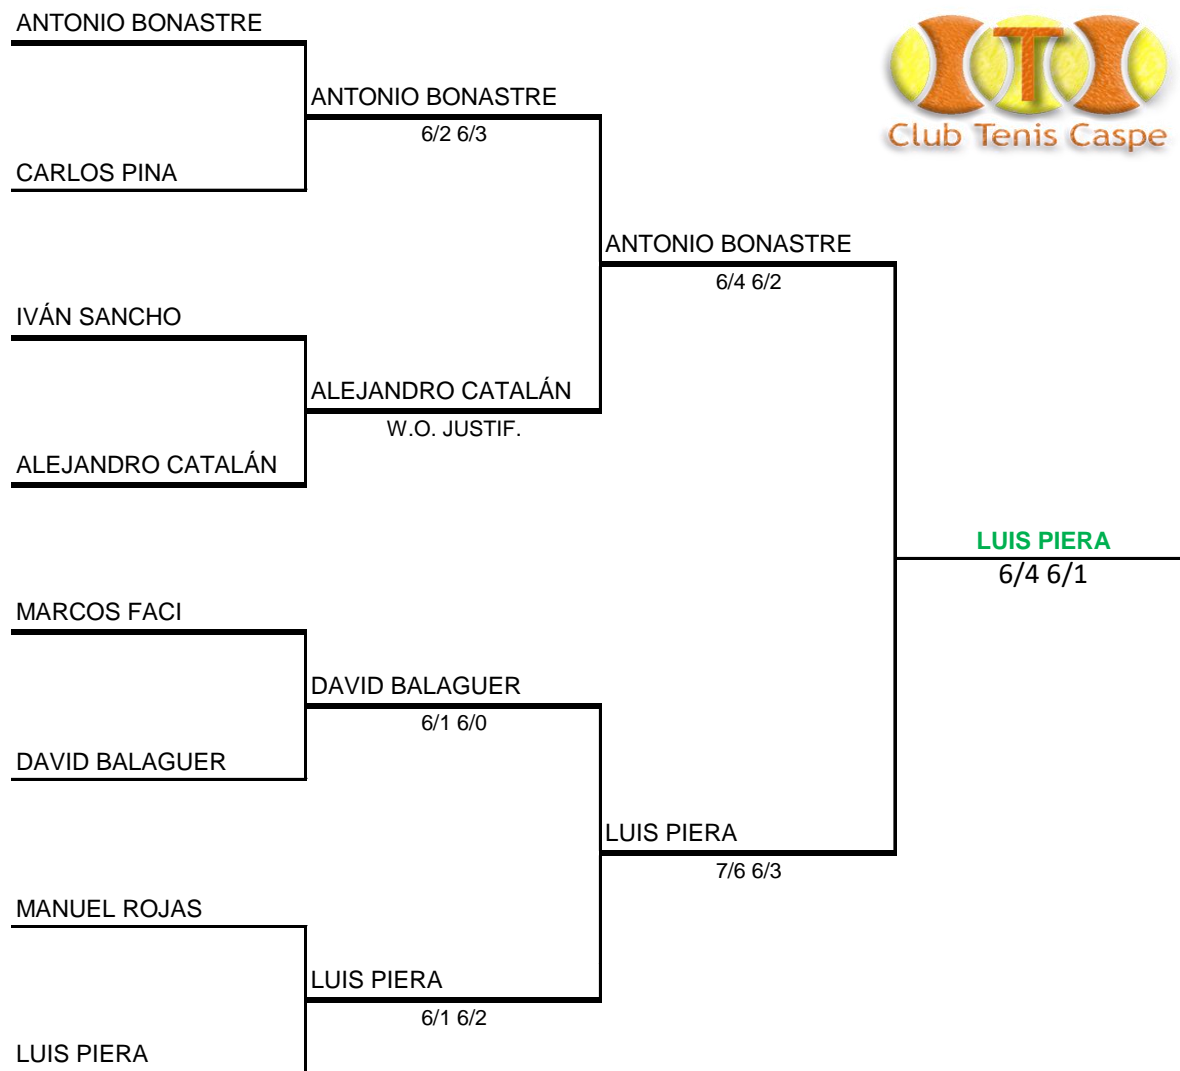 ANTONIO BONASTRE
ANTONIO BONASTRE
6/2 6/3
CARLOS PINA
T
Club Tenis Caspe
ANTONIO BONASTRE
6/4 6/2
IVÁN SANCHO
ALEJANDRO CATALÁN
W.O. JUSTIF.
ALEJANDRO CATALÁN
LUIS PIERA
6/4 6/1
MARCOS FACI
DAVID BALAGUER
6/1 6/0
DAVID BALAGUER
LUIS PIERA
7/6 6/3
MANUEL ROJAS
LUIS PIERA
6/1 6/2
LUIS PIERA